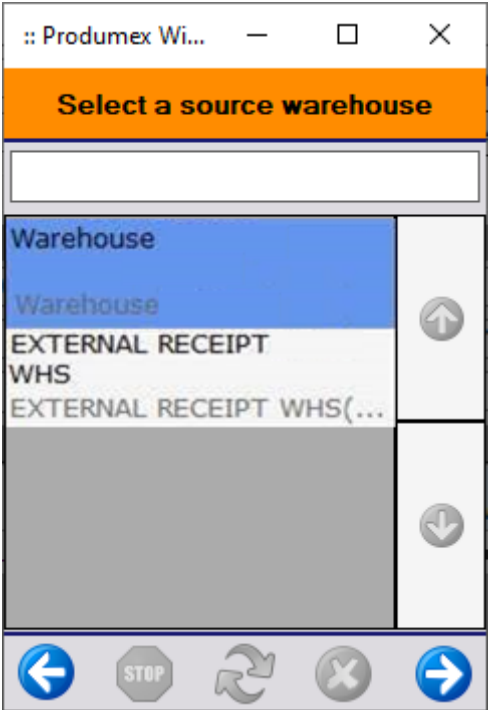 :: Produmex Wi...
Select a source warehouse
Warehouse
Warehouse
EXTERNAL RECEIPT
WHS
EXTERNAL RECEIPT WHS(...
STOP